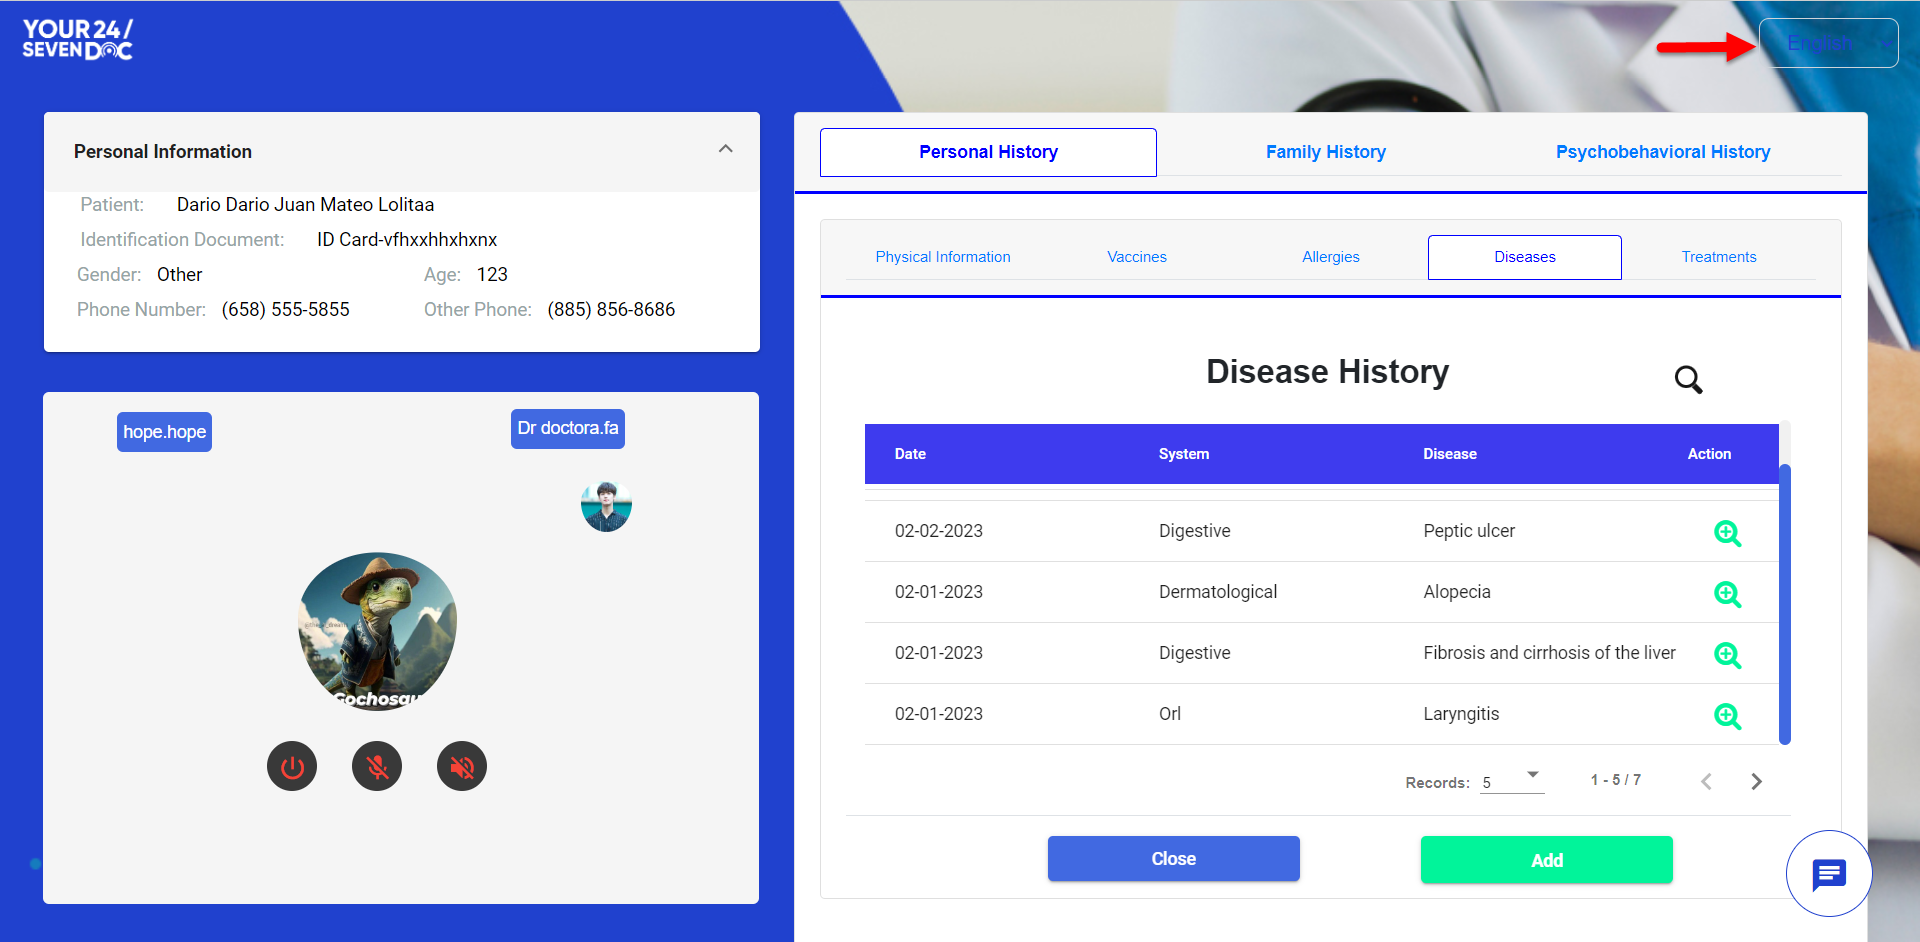 YOUR 24/
SEVENDOC
English
Personal Information
Patient: Dario Dario Juan Mateo Lolitaa
Identification Document: ID Card-vfhxxhhxhxnx
Gender: Other Age: 123
Phone Number: (658) 555-5855 Other Phone: (885) 856-8686
hope.hope
Dr doctora.fa
Gochosau
Personal History Family History Psychobehavioral History
Physical Information Vaccines Allergies Diseases Treatments
Disease History
Date System Disease Action
02-02-2023 Digestive Peptic ulcer
02-01-2023 Dermatological Alopecia
02-01-2023 Digestive Fibrosis and cirrhosis of the liver
02-01-2023 Orl Laryngitis
Records: 5 1 - 5 / 7
Close Add